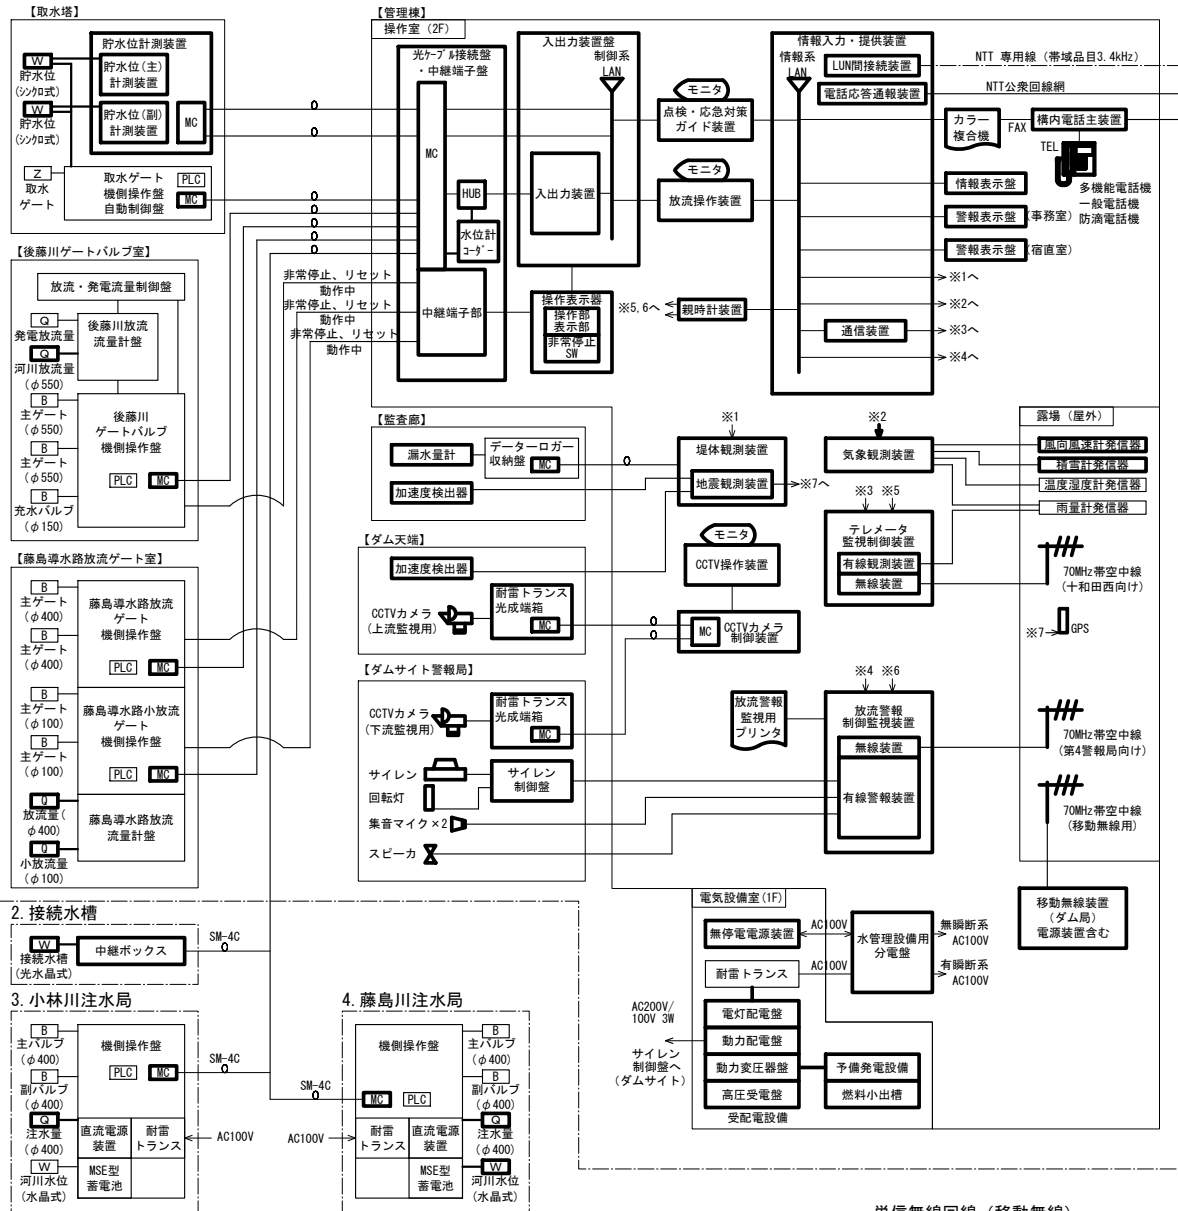 【取水塔】
貯水位計測装置
W
貯水位
(シンクロ式)
貯水位(主)
計測装置
W
貯水位
(シンクロ式)
貯水位(副)
計測装置
MC
Z
取水
ゲート
取水ゲート
機側操作盤
自動制御盤
PLC
MC
【後藤川ゲートバルブ室】
放流・発電流量制御盤
Q
発電放流量
Q
河川放流量
(φ550)
後藤川放流
流量計盤
B
主ゲート
(φ550)
B
主ゲート
(φ550)
B
充水バルブ
(φ150)
後藤川
ゲートバルブ
機側操作盤
PLC
MC
【藤島導水路放流ゲート室】
B
主ゲート
(φ400)
B
主ゲート
(φ400)
藤島導水路放流
ゲート
機側操作盤
PLC
MC
B
主ゲート
(φ100)
B
主ゲート
(φ100)
藤島導水路小放流
ゲート
機側操作盤
PLC
MC
Q
放流量(
φ400)
Q
小放流量
(φ100)
藤島導水路放流
流量計盤
【管理棟】
操作室(2F)
光ケーブル接続盤
・中継端子盤
MC
HUB
水位計
コーダー
中継端子部
非常停止、リセット
動作中
非常停止、リセット
動作中
非常停止、リセット
動作中
入出力装置盤
制御系
LAN
入出力装置
操作表示器
操作部
表示部
非常停止
SW
モニタ
点検・応急対策
ガイド装置
モニタ
放流操作装置
※5,6へ
親時計装置
情報入力・提供装置
情報系
LAN
LUN間接続装置
電話応答通報装置
NTT 専用線(帯域品目3.4kHz)
NTT公衆回線網
カラー
複合機
FAX
構内電話主装置
TEL
多機能電話機
一般電話機
防滴電話機
情報表示盤
警報表示盤
(事務室)
警報表示盤
(宿直室)
※1へ
※2へ
通信装置
※3へ
※4へ
【監査廊】
漏水量計
データーロガー
収納盤
MC
加速度検出器
※1
堤体観測装置
地震観測装置
※7へ
【ダム天端】
加速度検出器
CCTVカメラ
(上流監視用)
耐雷トランス
光成端箱
MC
モニタ
CCTV操作装置
MC
CCTVカメラ
制御装置
【ダムサイト警報局】
CCTVカメラ
(下流監視用)
耐雷トランス
光成端箱
MC
サイレン
回転灯
サイレン
制御盤
集音マイク×2
スピーカ
※2
気象観測装置
※3 ※5
テレメータ
監視制御装置
有線観測装置
無線装置
放流警報
監視用
プリンタ
※4 ※6
放流警報
制御監視装置
無線装置
有線警報装置
露場(屋外)
風向風速計発信器
積雪計発信器
温度湿度計発信器
雨量計発信器
70MHz帯空中線
(十和田西向け)
※7
GPS
70MHz帯空中線
(第4警報局向け)
70MHz帯空中線
(移動無線用)
移動無線装置
(ダム局)
電源装置含む
電気設備室(1F)
無停電電源装置
AC100V
水管理設備用
分電盤
無瞬断系
AC100V
耐雷トランス
AC100V
有瞬断系
AC100V
AC200V/
100V 3W
サイレン
制御盤へ
(ダムサイト)
電灯配電盤
動力配電盤
動力変圧器盤
高圧受電盤
受配電設備
予備発電設備
燃料小出槽
2. 接続水槽
W
接続水槽
(光水晶式)
中継ボックス
SM-4C
3. 小林川注水局
B
主バルブ
(φ400)
B
副バルブ
(φ400)
Q
注水量
(φ400)
W
河川水位
(水晶式)
機側操作盤
PLC
MC
直流電源
装置
耐雷
トランス
MSE型
蓄電池
SM-4C
AC100V
4. 藤島川注水局
SM-4C
AC100V
機側操作盤
MC
PLC
耐雷
トランス
直流電源
装置
MSE型
蓄電池
B
主バルブ
(φ400)
B
副バルブ
(φ400)
Q
注水量
(φ400)
W
河川水位
(水晶式)
単信無線回線(移動無線)